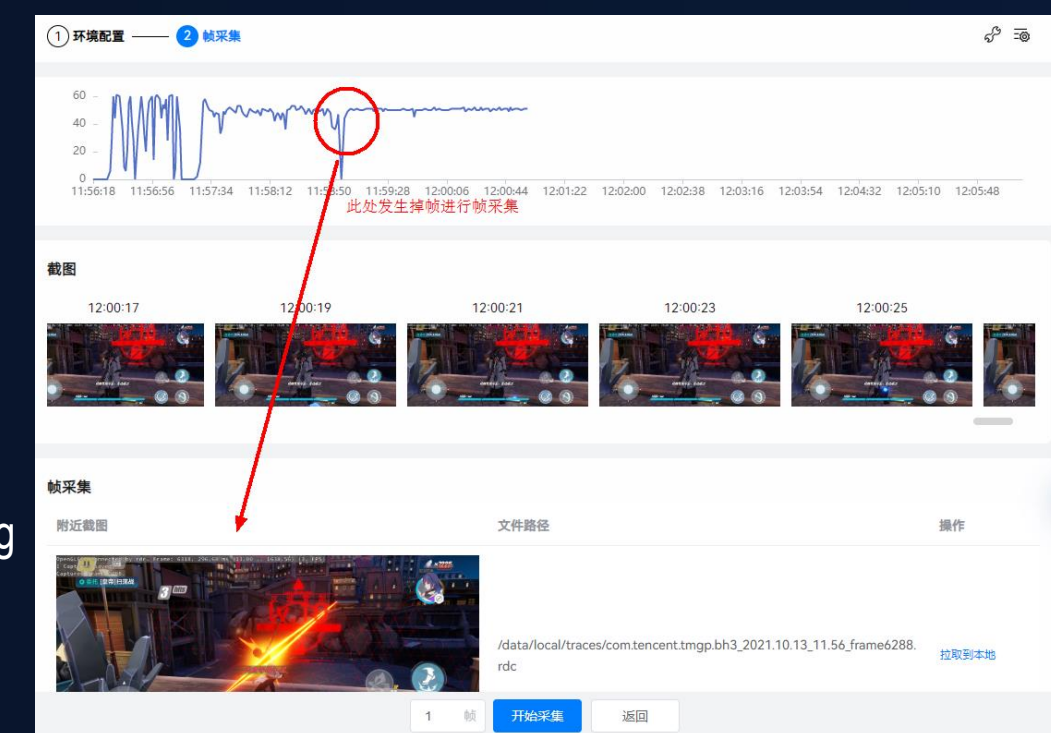 1 环境配置 2 帧采集
60
40
20
0
11:56:18 11:56:56 11:57:34 11:58:12 11:58:50 11:59:28 12:00:06 12:00:44 12:01:22 12:02:00 12:02:38 12:03:16 12:03:54 12:04:32 12:05:10 12:05:48
此处发生掉帧进行帧采集
截图
12:00:17 12:00:19 12:00:21 12:00:23 12:00:25
帧采集
g
附近截图 文件路径 操作
/data/local/traces/com.tencent.tmgp.bh3_2021.10.13_11.56_frame6288.
rdc
拉取到本地
1 帧 开始采集 返回